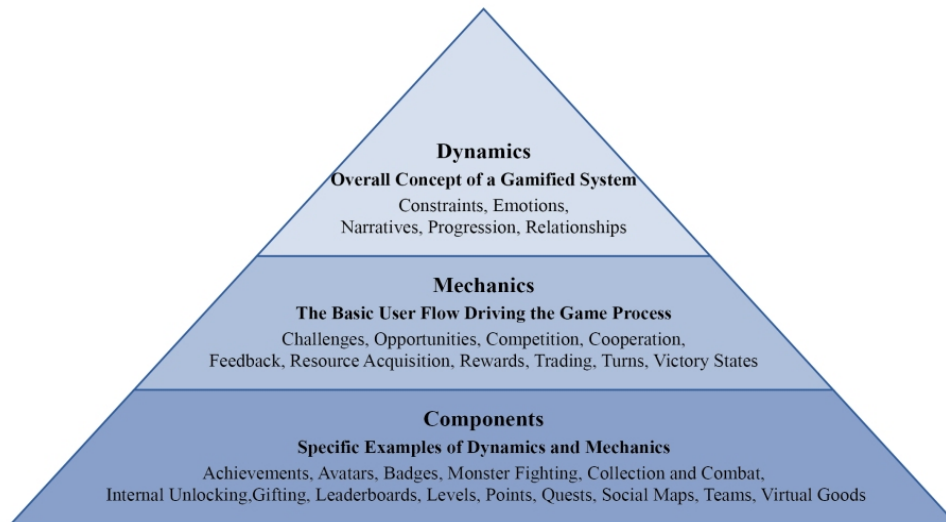 Dynamics
Overall Concept of a Gamified System
Constraints, Emotions,
Narratives, Progression, Relationships
Mechanics
The Basic User Flow Driving the Game Process
Challenges, Opportunities, Competition, Cooperation,
Feedback, Resource Acquisition, Rewards, Trading, Turns, Victory States
Components
Specific Examples of Dynamics and Mechanics
Achievements, Avatars, Badges, Monster Fighting, Collection and Combat,
Internal Unlocking,Gifting, Leaderboards, Levels, Points, Quests, Social Maps, Teams, Virtual Goods